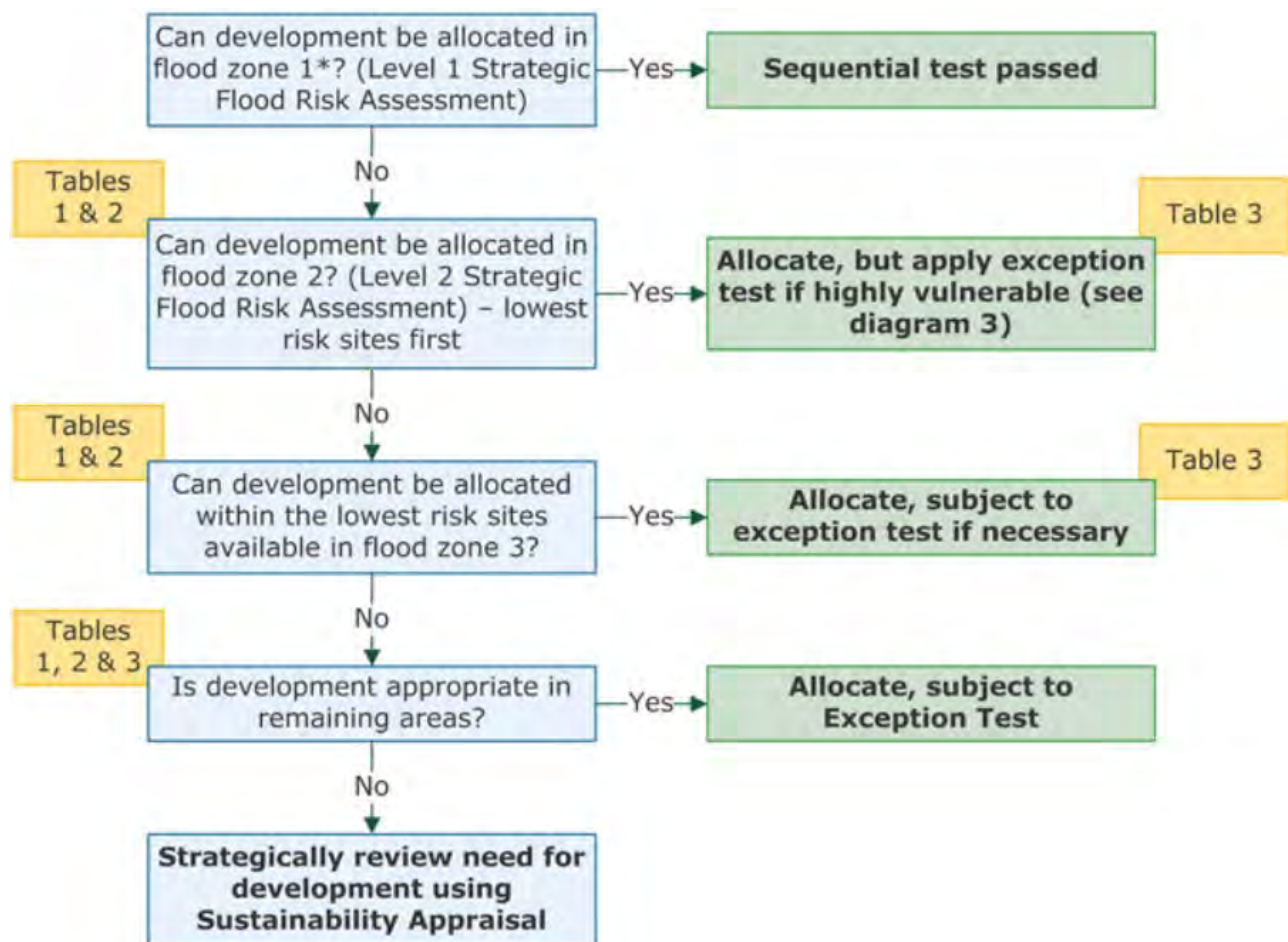 Can development be allocated in
flood zone 1*? (Level 1 Strategic
Flood Risk Assessment)
Yes
Sequential test passed
No
Tables
1 & 2
Can development be allocated in
flood zone 2? (Level 2 Strategic
Flood Risk Assessment) – lowest
risk sites first
Yes
Allocate, but apply exception
test if highly vulnerable (see
diagram 3)
Table 3
No
Tables
1 & 2
Can development be allocated
within the lowest risk sites
available in flood zone 3?
Yes
Allocate, subject to
exception test if necessary
Table 3
No
Tables
1, 2 & 3
Is development appropriate in
remaining areas?
Yes
Allocate, subject to
Exception Test
No
Strategically review need for
development using
Sustainability Appraisal